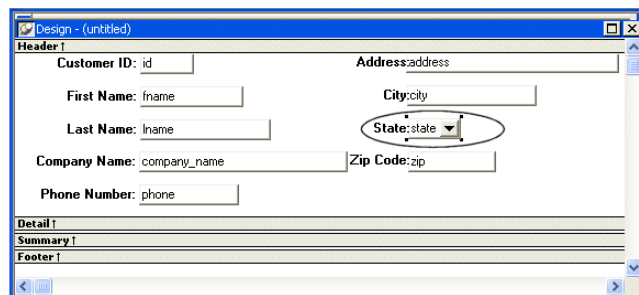 Design - (untitled)
Header ↑
Customer ID: id Address: address
First Name: fname City: city
Last Name: lname State: state
Company Name: company_name Zip Code: zip
Phone Number: phone
Detail ↑
Summary ↑
Footer ↑